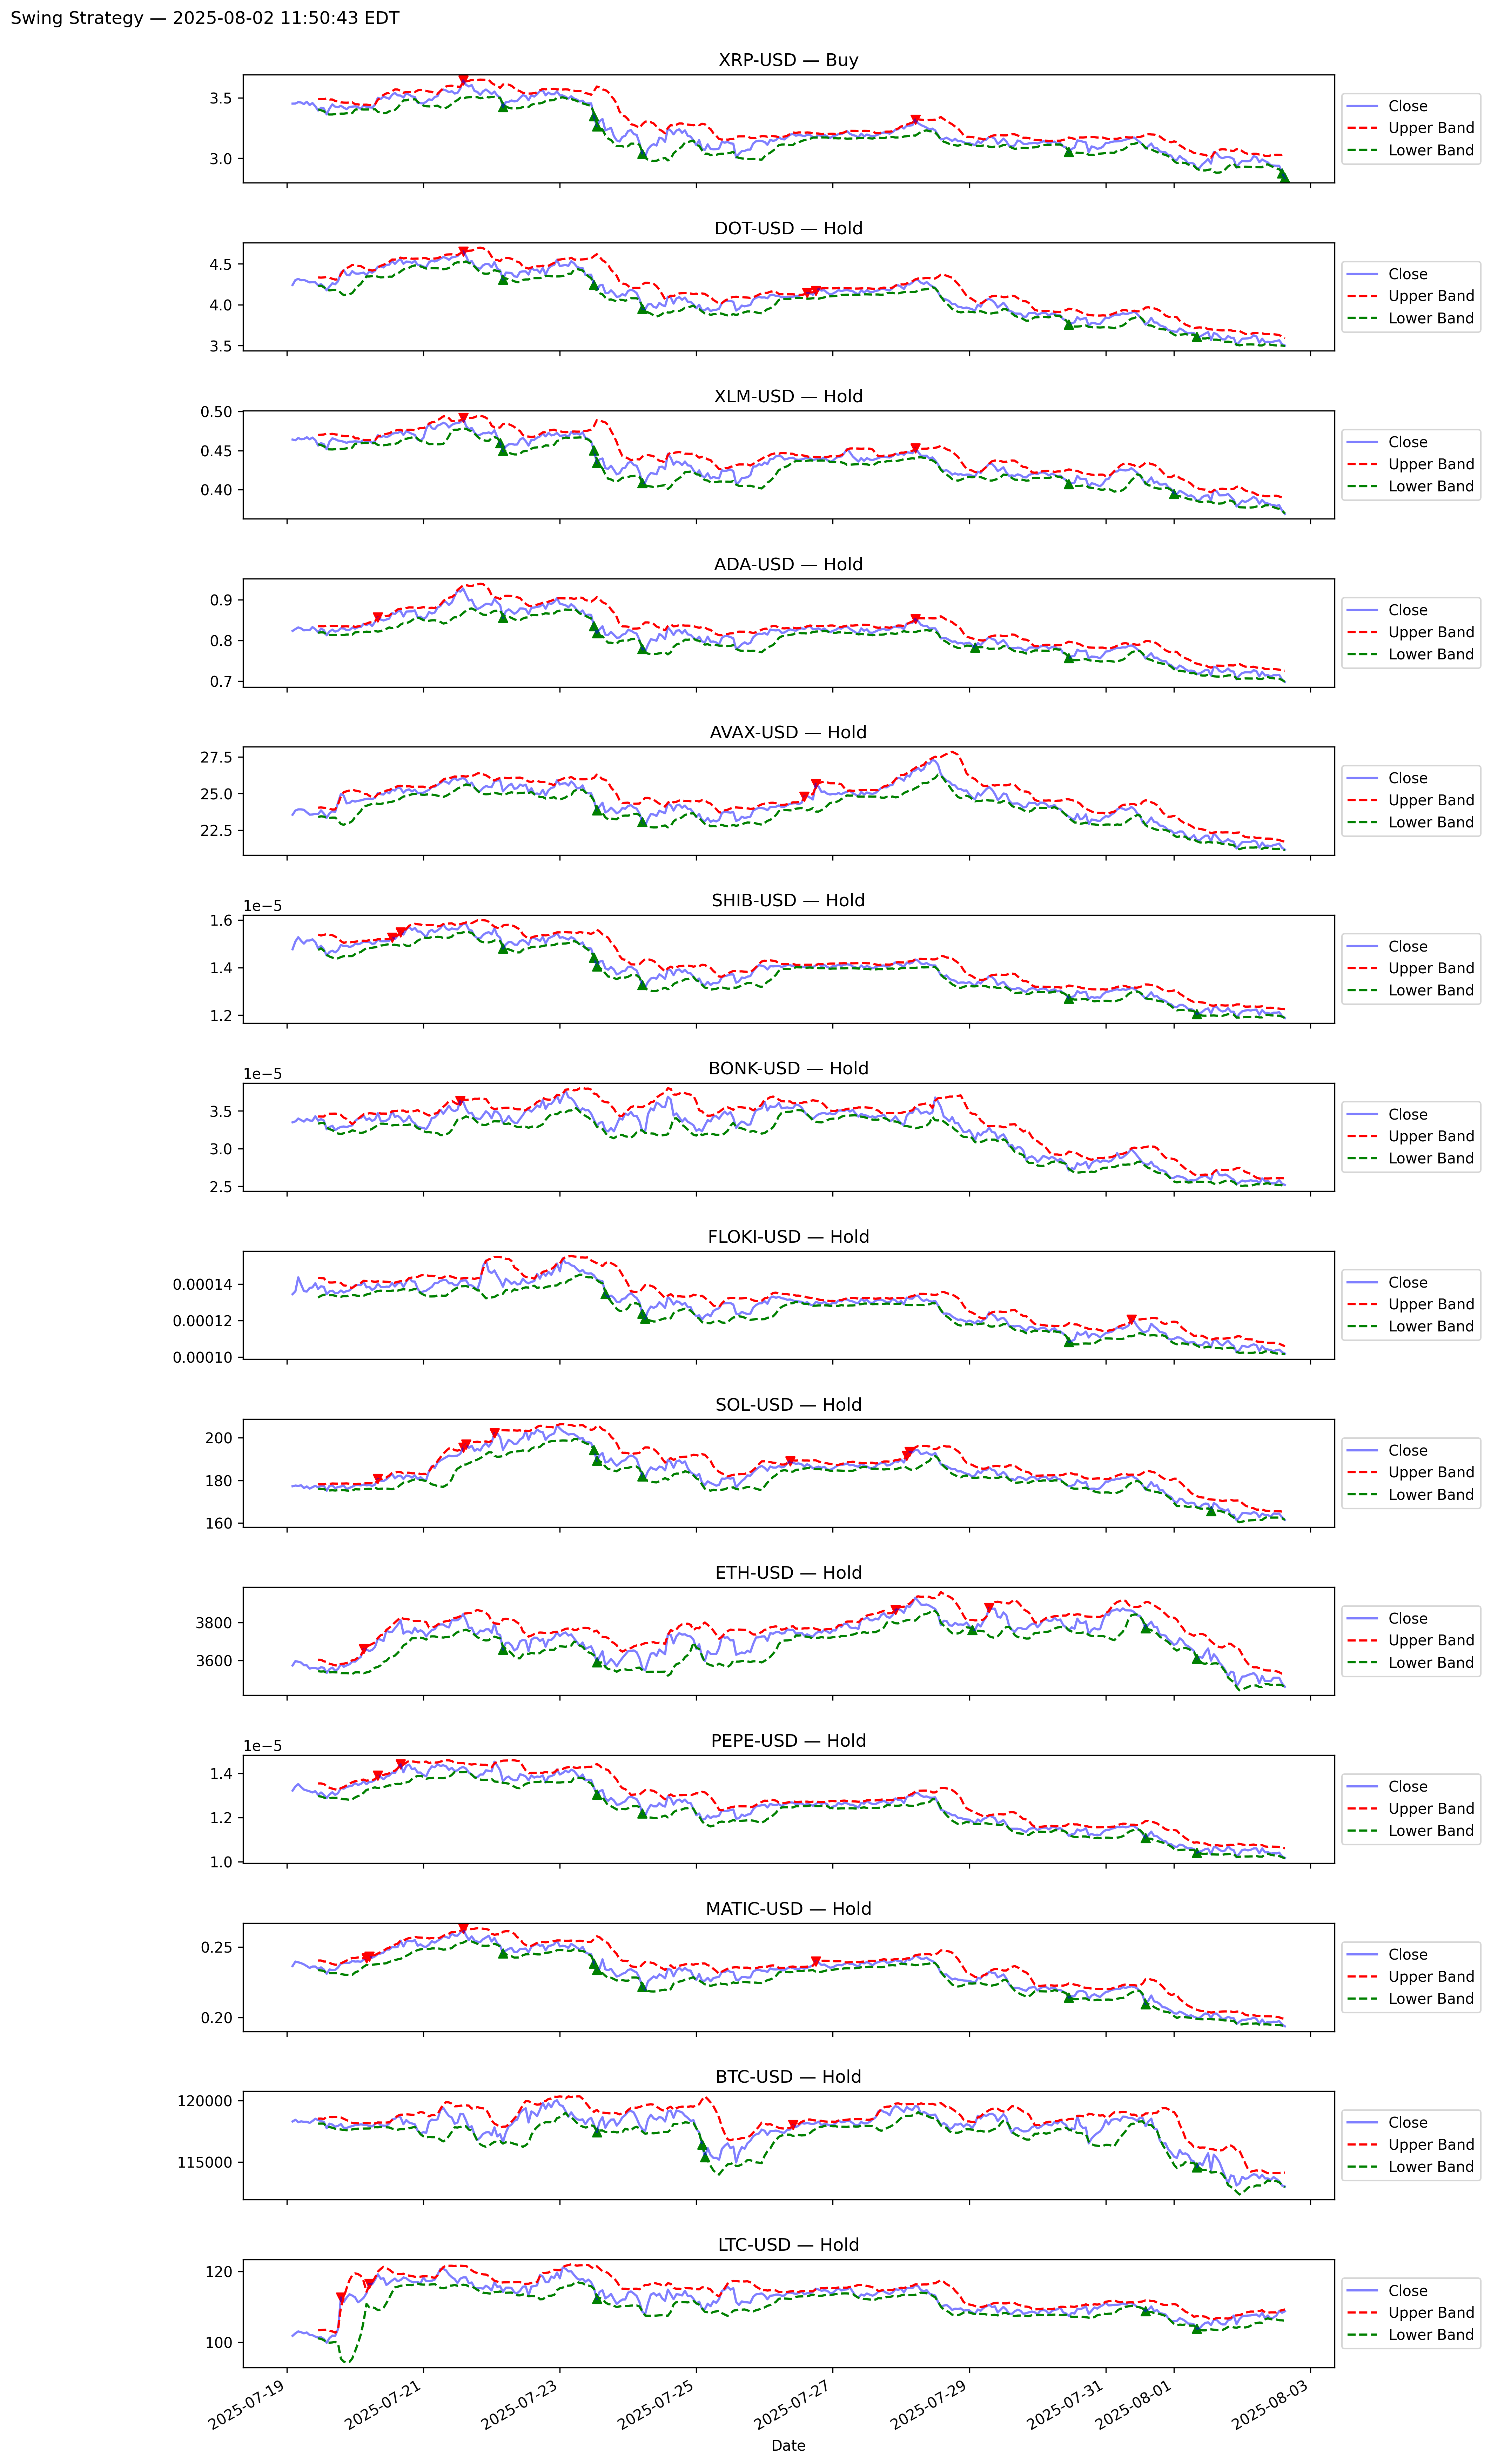 Swing Strategy — 2025-08-02 11:50:43 EDT
XRP-USD — Buy
3.5
3.0
Close
Upper Band
Lower Band
DOT-USD — Hold
4.5
4.0
3.5
Close
Upper Band
Lower Band
XLM-USD — Hold
0.50
0.45
0.40
Close
Upper Band
Lower Band
ADA-USD — Hold
0.9
0.8
0.7
Close
Upper Band
Lower Band
AVAX-USD — Hold
27.5
25.0
22.5
Close
Upper Band
Lower Band
SHIB-USD — Hold
1e−5
1.6
1.4
1.2
Close
Upper Band
Lower Band
BONK-USD — Hold
1e−5
3.5
3.0
2.5
Close
Upper Band
Lower Band
FLOKI-USD — Hold
0.00014
0.00012
0.00010
Close
Upper Band
Lower Band
SOL-USD — Hold
200
180
160
Close
Upper Band
Lower Band
ETH-USD — Hold
3800
3600
Close
Upper Band
Lower Band
PEPE-USD — Hold
1e−5
1.4
1.2
1.0
Close
Upper Band
Lower Band
MATIC-USD — Hold
0.25
0.20
Close
Upper Band
Lower Band
BTC-USD — Hold
120000
115000
Close
Upper Band
Lower Band
LTC-USD — Hold
120
100
Close
Upper Band
Lower Band
2025-07-19
2025-07-21
2025-07-23
2025-07-25
2025-07-27
2025-07-29
2025-07-31
2025-08-01
2025-08-03
Date